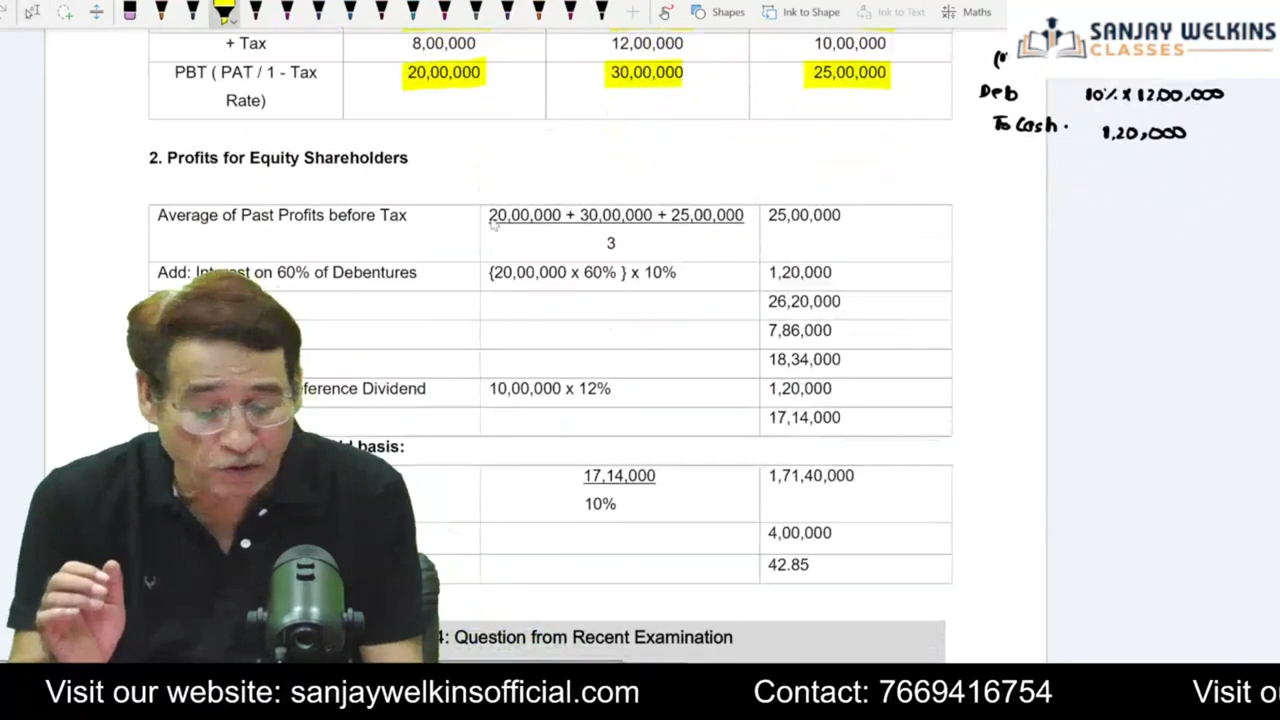 Shapes Ink to Shape Ink to Text Maths
SANJAY WELKINS
CLASSES
+ Tax 8,00,000 12,00,000 10,00,000
PBT ( PAT / 1 - Tax 20,00,000 30,00,000 25,00,000
Rate)
Deb 10% x 12,00,000
To Cash . 1,20,000
2. Profits for Equity Shareholders
Average of Past Profits before Tax 20,00,000 + 30,00,000 + 25,00,000 25,00,000
3
Add: Interest on 60% of Debentures {20,00,000 x 60% } x 10% 1,20,000
26,20,000
7,86,000
18,34,000
Dividend 10,00,000 x 12% 1,20,000
17,14,000
basis:
17,14,000 1,71,40,000
10%
4,00,000
42.85
4: Question from Recent Examination
Visit our website: sanjaywelkinsofficial.com Contact: 7669416754 Visit